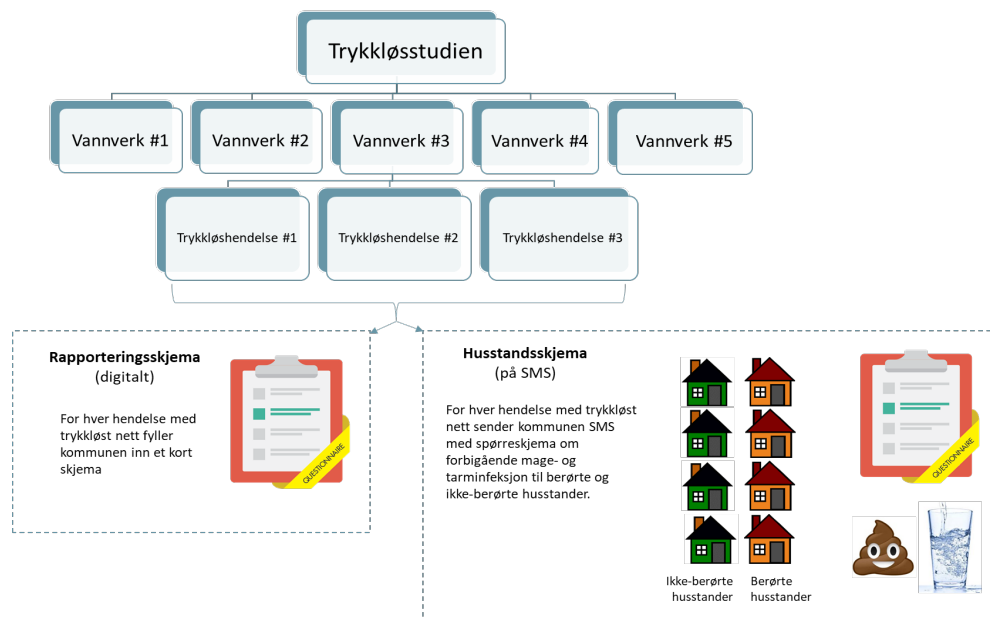 Trykkløsstudien
Vannverk #1
Vannverk #2
Vannverk #3
Vannverk #4
Vannverk #5
Trykkløshendelse #1
Trykkløshendelse #2
Trykkløshendelse #3
Rapporteringsskjema
(digitalt)
For hver hendelse med
trykkløst nett fyller
kommunen inn et kort
skjema
QUESTIONNAIRE
Husstandsskjema
(på SMS)
For hver hendelse med trykkløst
nett sender kommunen SMS
med spørreskjema om
forbigående mage- og
tarminfeksjon til berørte og
ikke-berørte husstander.
Ikke-berørte
husstander
Berørte
husstander
QUESTIONNAIRE